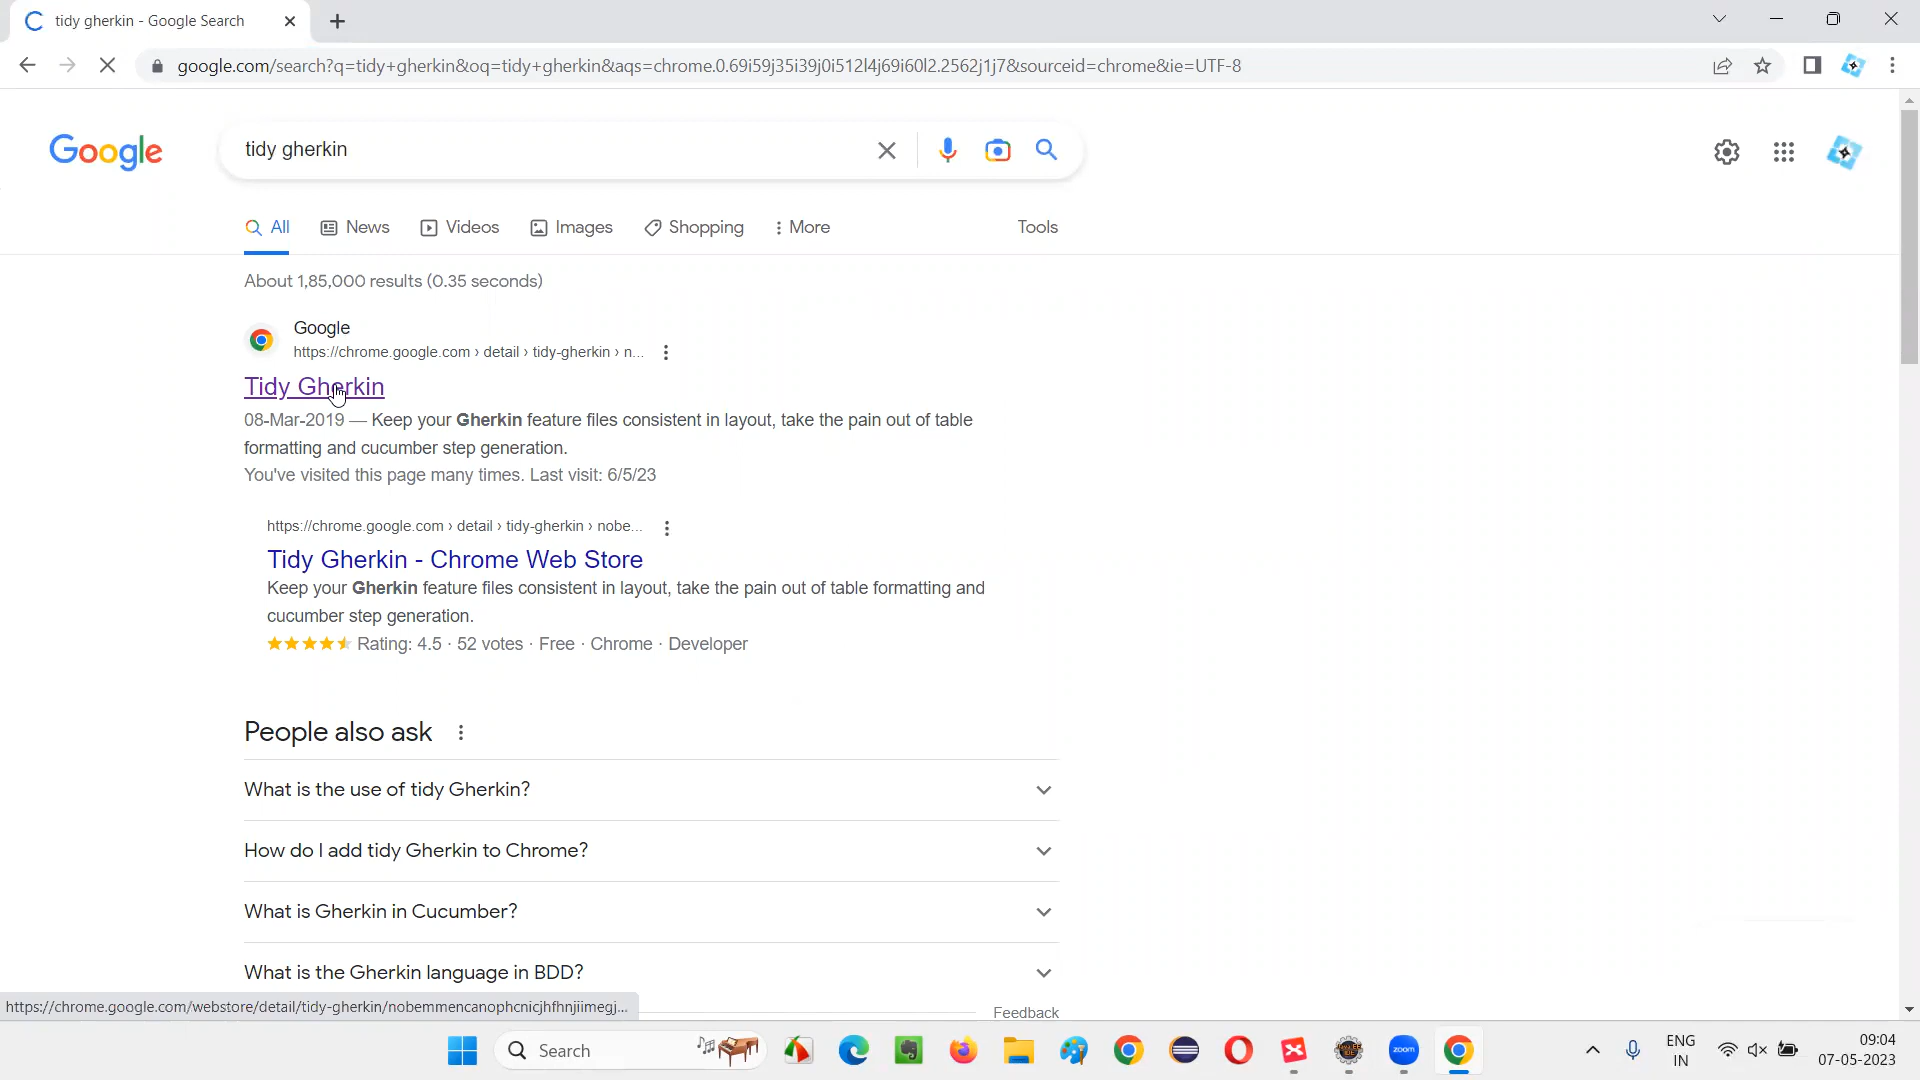 tidy gherkin - Google Search
google.com/search?q=tidy+gherkin&oq=tidy+gherkin&aqs=chrome.0.69i59j35i39j0i512l4j69i60l2.2562j1j7&sourceid=chrome&ie=UTF-8
Google
tidy gherkin
All News Videos Images Shopping More Tools
About 1,85,000 results (0.35 seconds)
Google
https://chrome.google.com › detail › tidy-gherkin › n...
Tidy Gherkin
08-Mar-2019 — Keep your Gherkin feature files consistent in layout, take the pain out of table
formatting and cucumber step generation.
You've visited this page many times. Last visit: 6/5/23
https://chrome.google.com › detail › tidy-gherkin › nobe...
Tidy Gherkin - Chrome Web Store
Keep your Gherkin feature files consistent in layout, take the pain out of table formatting and
cucumber step generation.
Rating: 4.5 · 52 votes · Free · Chrome · Developer
People also ask
What is the use of tidy Gherkin?
How do I add tidy Gherkin to Chrome?
What is Gherkin in Cucumber?
What is the Gherkin language in BDD?
https://chrome.google.com/webstore/detail/tidy-gherkin/nobemmencanophcnicjhfhnjiimegj...
Feedback
Search
zoom
ENG
IN
09:04
07-05-2023